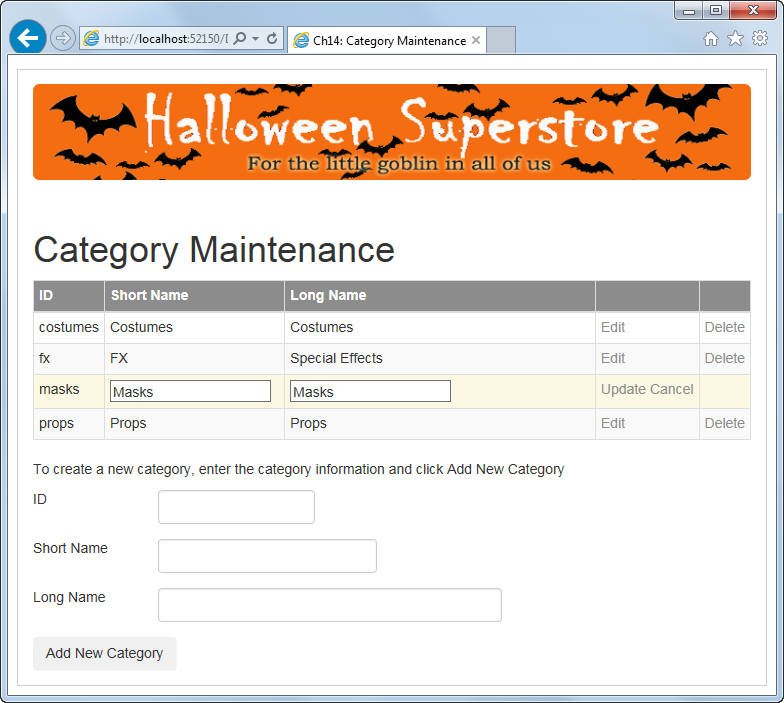 http://localhost:52150/
Ch14: Category Maintenance
Halloween Superstore
For the little goblin in all of us
Category Maintenance
ID Short Name Long Name
costumes Costumes Costumes Edit Delete
fx FX Special Effects Edit Delete
masks Masks Masks Update Cancel
props Props Props Edit Delete
To create a new category, enter the category information and click Add New Category
ID
Short Name
Long Name
Add New Category